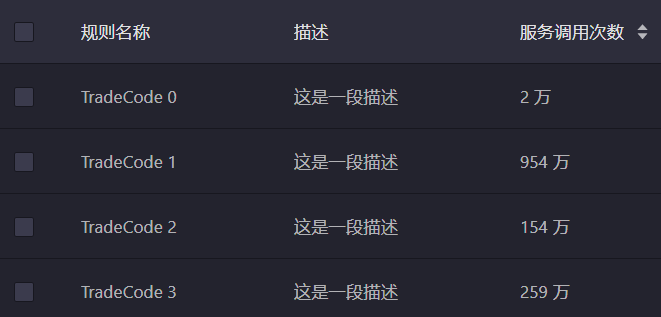 规则名称 描述 服务调用次数
TradeCode 0 这是一段描述 2 万
TradeCode 1 这是一段描述 954 万
TradeCode 2 这是一段描述 154 万
TradeCode 3 这是一段描述 259 万